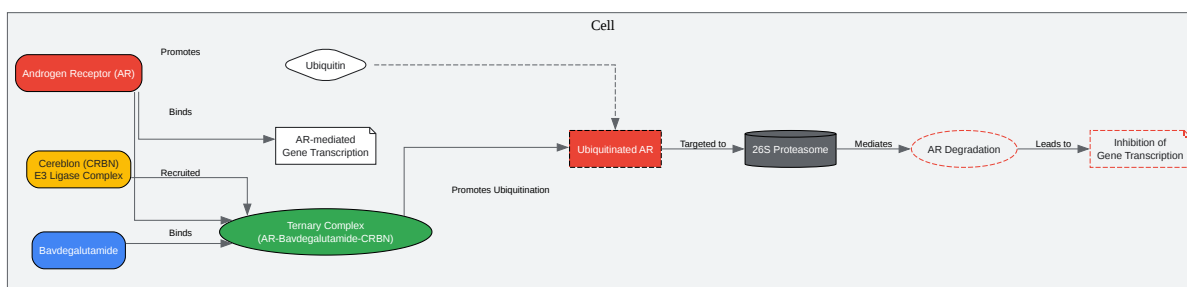 Cell
Promotes
Ubiquitin
Androgen Receptor (AR)
Binds
AR-mediated
Gene Transcription
Ubiquitinated AR
Targeted to
26S Proteasome
Mediates
AR Degradation
Leads to
Inhibition of
Gene Transcription
Cereblon (CRBN)
E3 Ligase Complex
Recruited
Promotes Ubiquitination
Ternary Complex
(AR-Bavdegalutamide-CRBN)
Binds
Bavdegalutamide